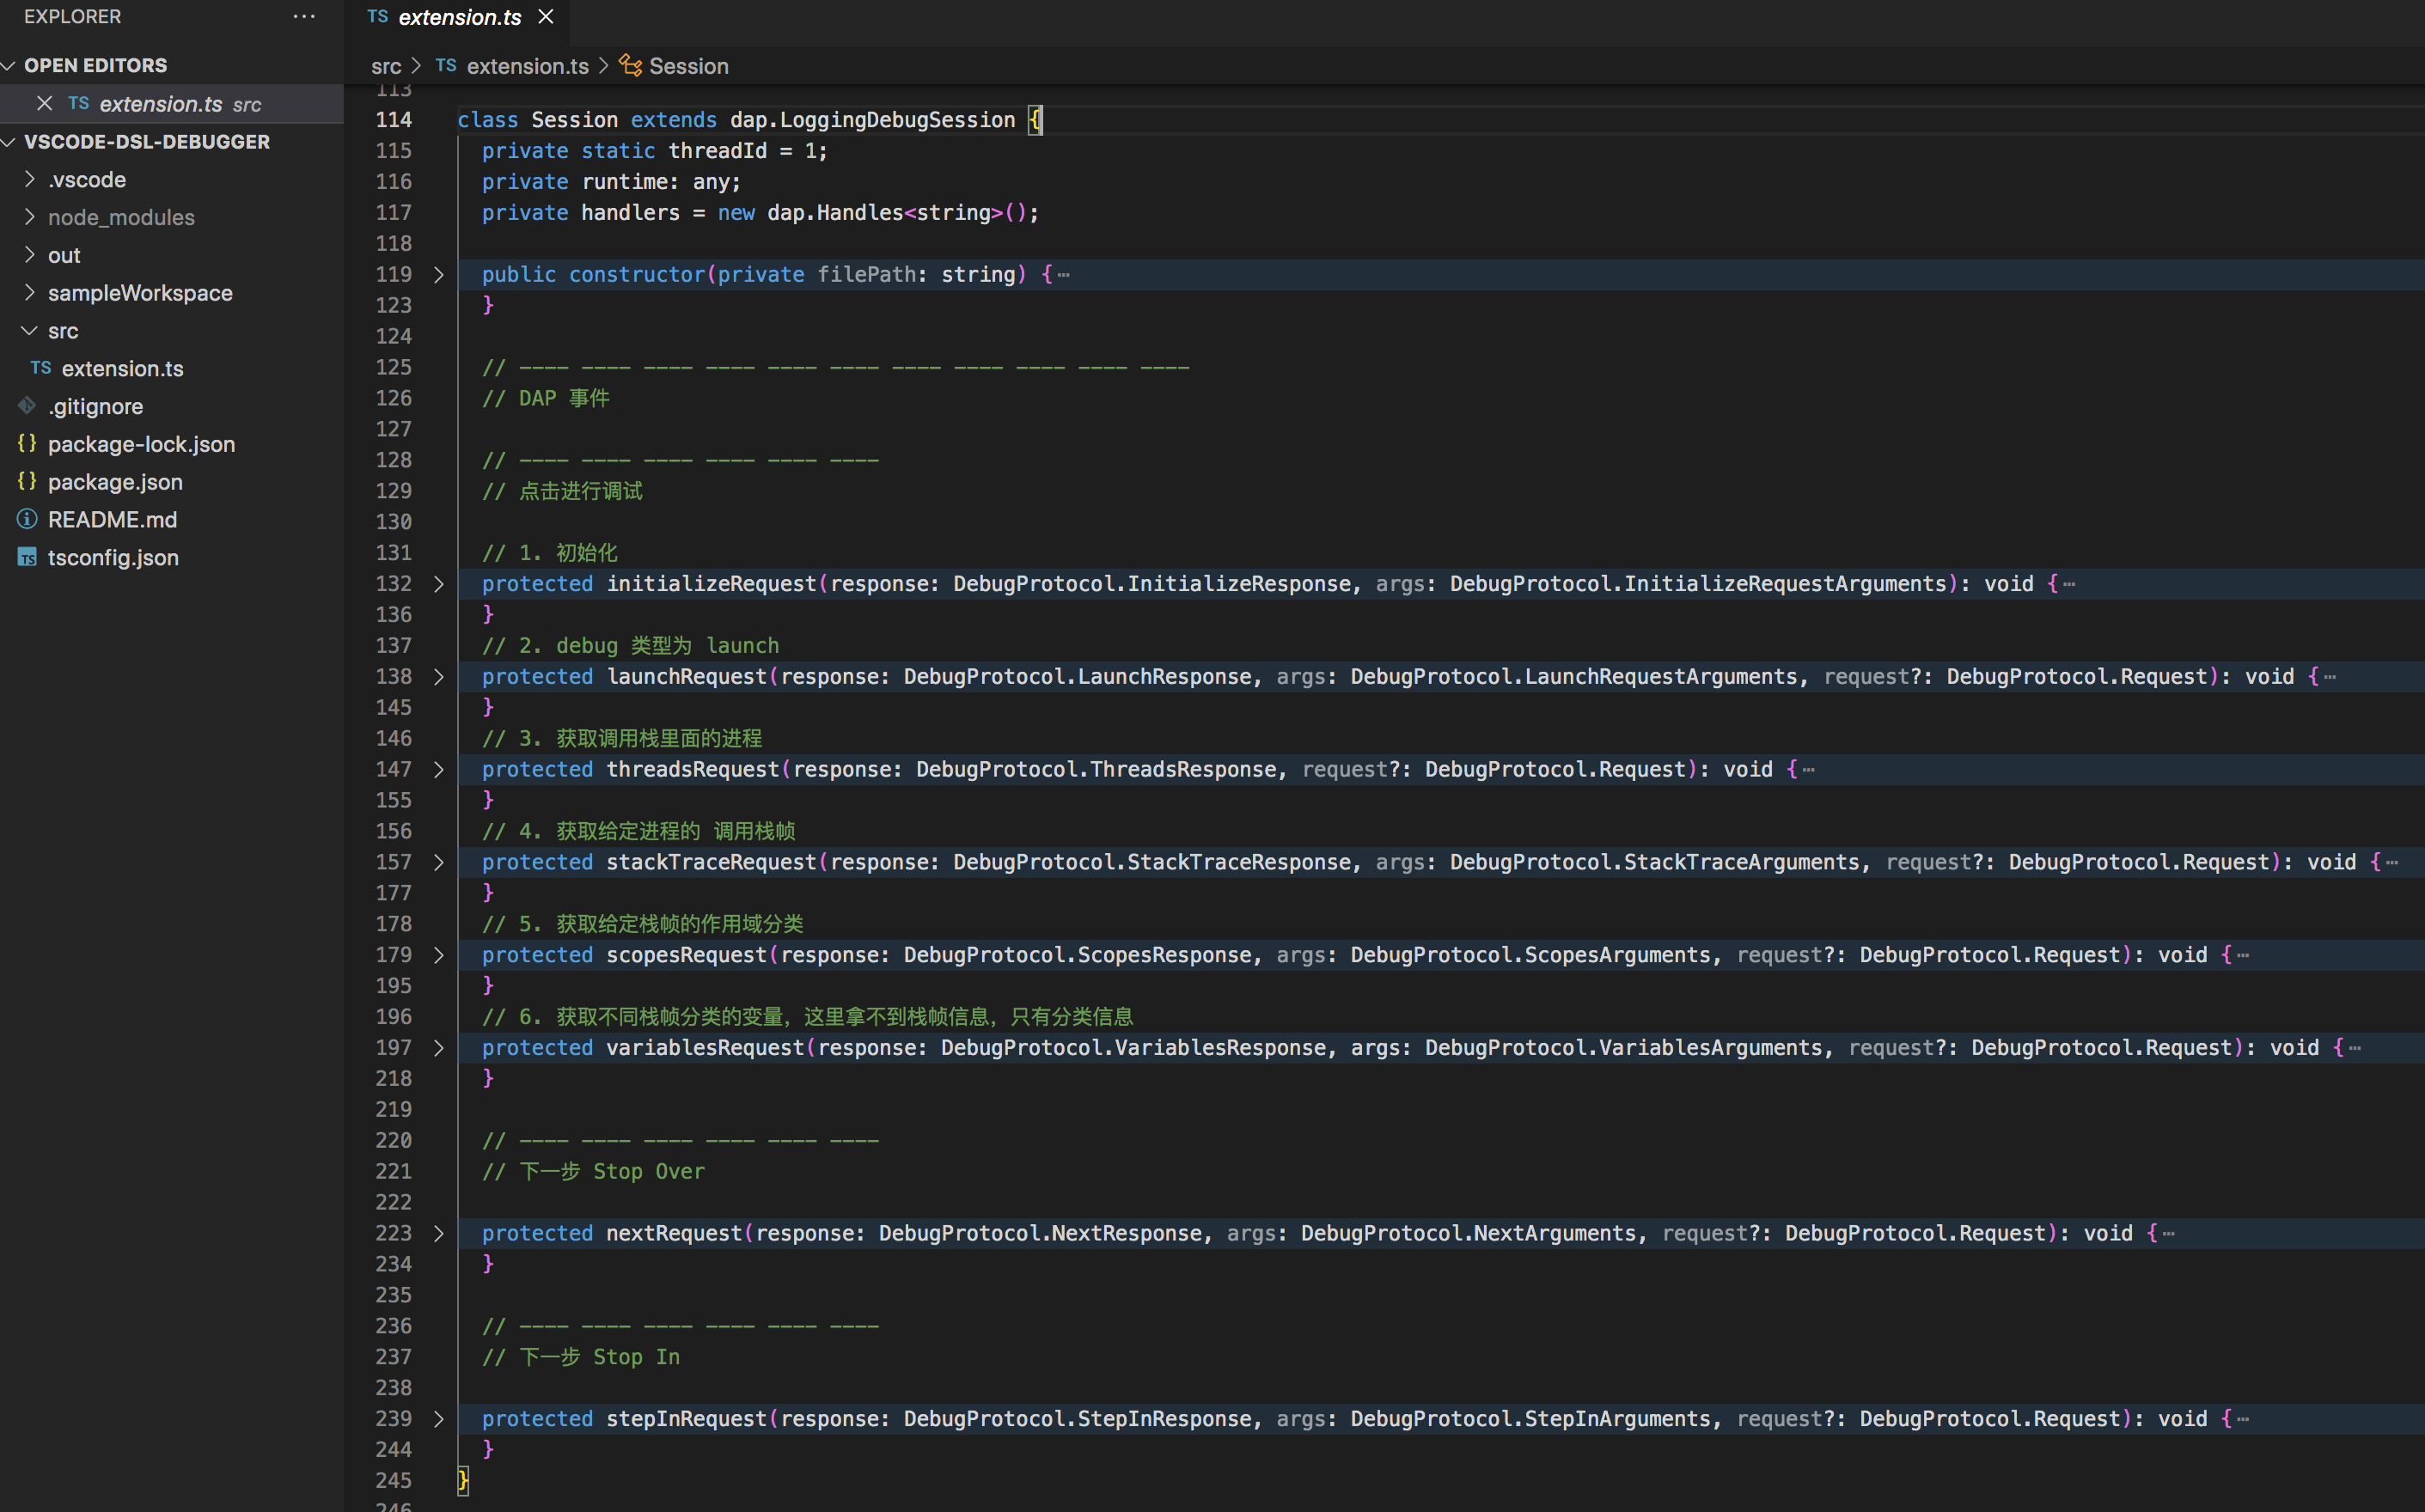 EXPLORER
OPEN EDITORS
TS extension.ts src
VSCODE-DSL-DEBUGGER
.vscode
node_modules
out
sampleWorkspace
src
TS extension.ts
.gitignore
{} package-lock.json
{} package.json
README.md
TS tsconfig.json
TS extension.ts
src > TS extension.ts > Session
113
114 class Session extends dap.LoggingDebugSession {
115 private static threadId = 1;
116 private runtime: any;
117 private handlers = new dap.Handles<string>();
118
119 public constructor(private filePath: string) {…
123 }
124
125 // ---- ---- ---- ---- ---- ---- ---- ---- ---- ---- ----
126 // DAP 事件
127
128 // ---- ---- ---- ---- ---- ----
129 // 点击进行调试
130
131 // 1. 初始化
132 protected initializeRequest(response: DebugProtocol.InitializeResponse, args: DebugProtocol.InitializeRequestArguments): void {…
136 }
137 // 2. debug 类型为 launch
138 protected launchRequest(response: DebugProtocol.LaunchResponse, args: DebugProtocol.LaunchRequestArguments, request?: DebugProtocol.Request): void {…
145 }
146 // 3. 获取调用栈里面的进程
147 protected threadsRequest(response: DebugProtocol.ThreadsResponse, request?: DebugProtocol.Request): void {…
155 }
156 // 4. 获取给定进程的 调用栈帧
157 protected stackTraceRequest(response: DebugProtocol.StackTraceResponse, args: DebugProtocol.StackTraceArguments, request?: DebugProtocol.Request): void {…
177 }
178 // 5. 获取给定栈帧的作用域分类
179 protected scopesRequest(response: DebugProtocol.ScopesResponse, args: DebugProtocol.ScopesArguments, request?: DebugProtocol.Request): void {…
195 }
196 // 6. 获取不同栈帧分类的变量，这里拿不到栈帧信息，只有分类信息
197 protected variablesRequest(response: DebugProtocol.VariablesResponse, args: DebugProtocol.VariablesArguments, request?: DebugProtocol.Request): void {…
218 }
219
220 // ---- ---- ---- ---- ---- ----
221 // 下一步 Stop Over
222
223 protected nextRequest(response: DebugProtocol.NextResponse, args: DebugProtocol.NextArguments, request?: DebugProtocol.Request): void {…
234 }
235
236 // ---- ---- ---- ---- ---- ----
237 // 下一步 Stop In
238
239 protected stepInRequest(response: DebugProtocol.StepInResponse, args: DebugProtocol.StepInArguments, request?: DebugProtocol.Request): void {…
244 }
245 }
246